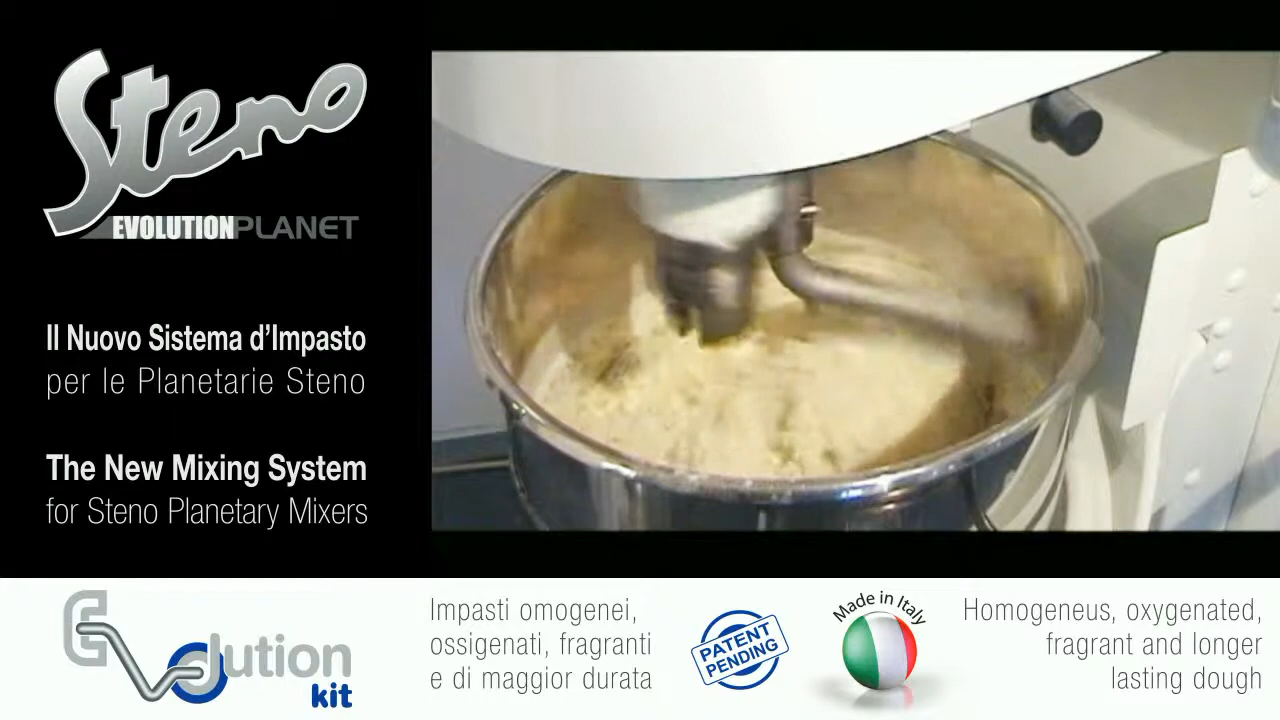 Steno
EVOLUTIONPLANET
Il Nuovo Sistema d'Impasto
per le Planetarie Steno
The New Mixing System
for Steno Planetary Mixers
Evolution
kit
Impasti omogenei,
ossigenati, fragranti
e di maggior durata
PATENT
PENDING
Made in Italy
Homogeneus, oxygenated,
fragrant and longer
lasting dough